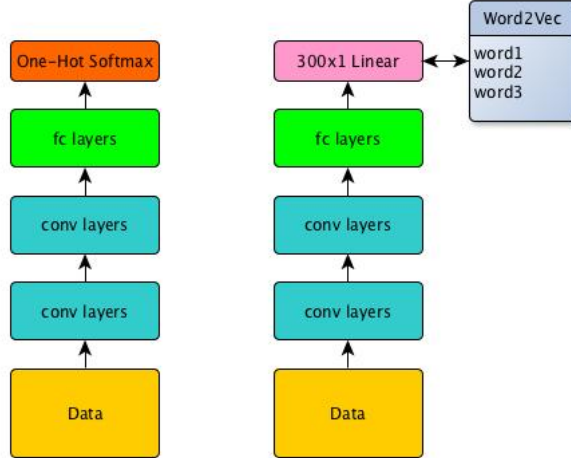 One-Hot Softmax
fc layers
conv layers
conv layers
Data
300x1 Linear
fc layers
conv layers
conv layers
Data
Word2Vec
word1
word2
word3